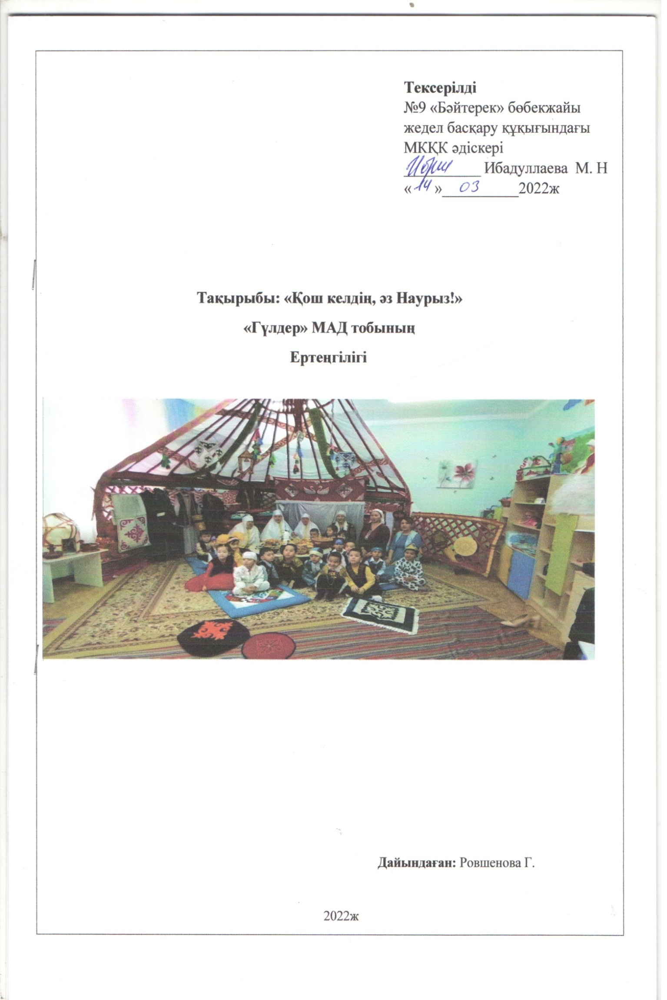 Тексерілді
№9 «Бәйтерек» бөбекжайы
жедел басқару құқығындағы
МКҚК әдіскері
Ибадуллаева М. Н
«14» 03 2022ж
Тақырыбы: «Қош келдің, әз Наурыз!»
«Гүлдер» МАД тобының
Ертеңгілігі
Дайындаған: Ровшенова Г.
2022ж